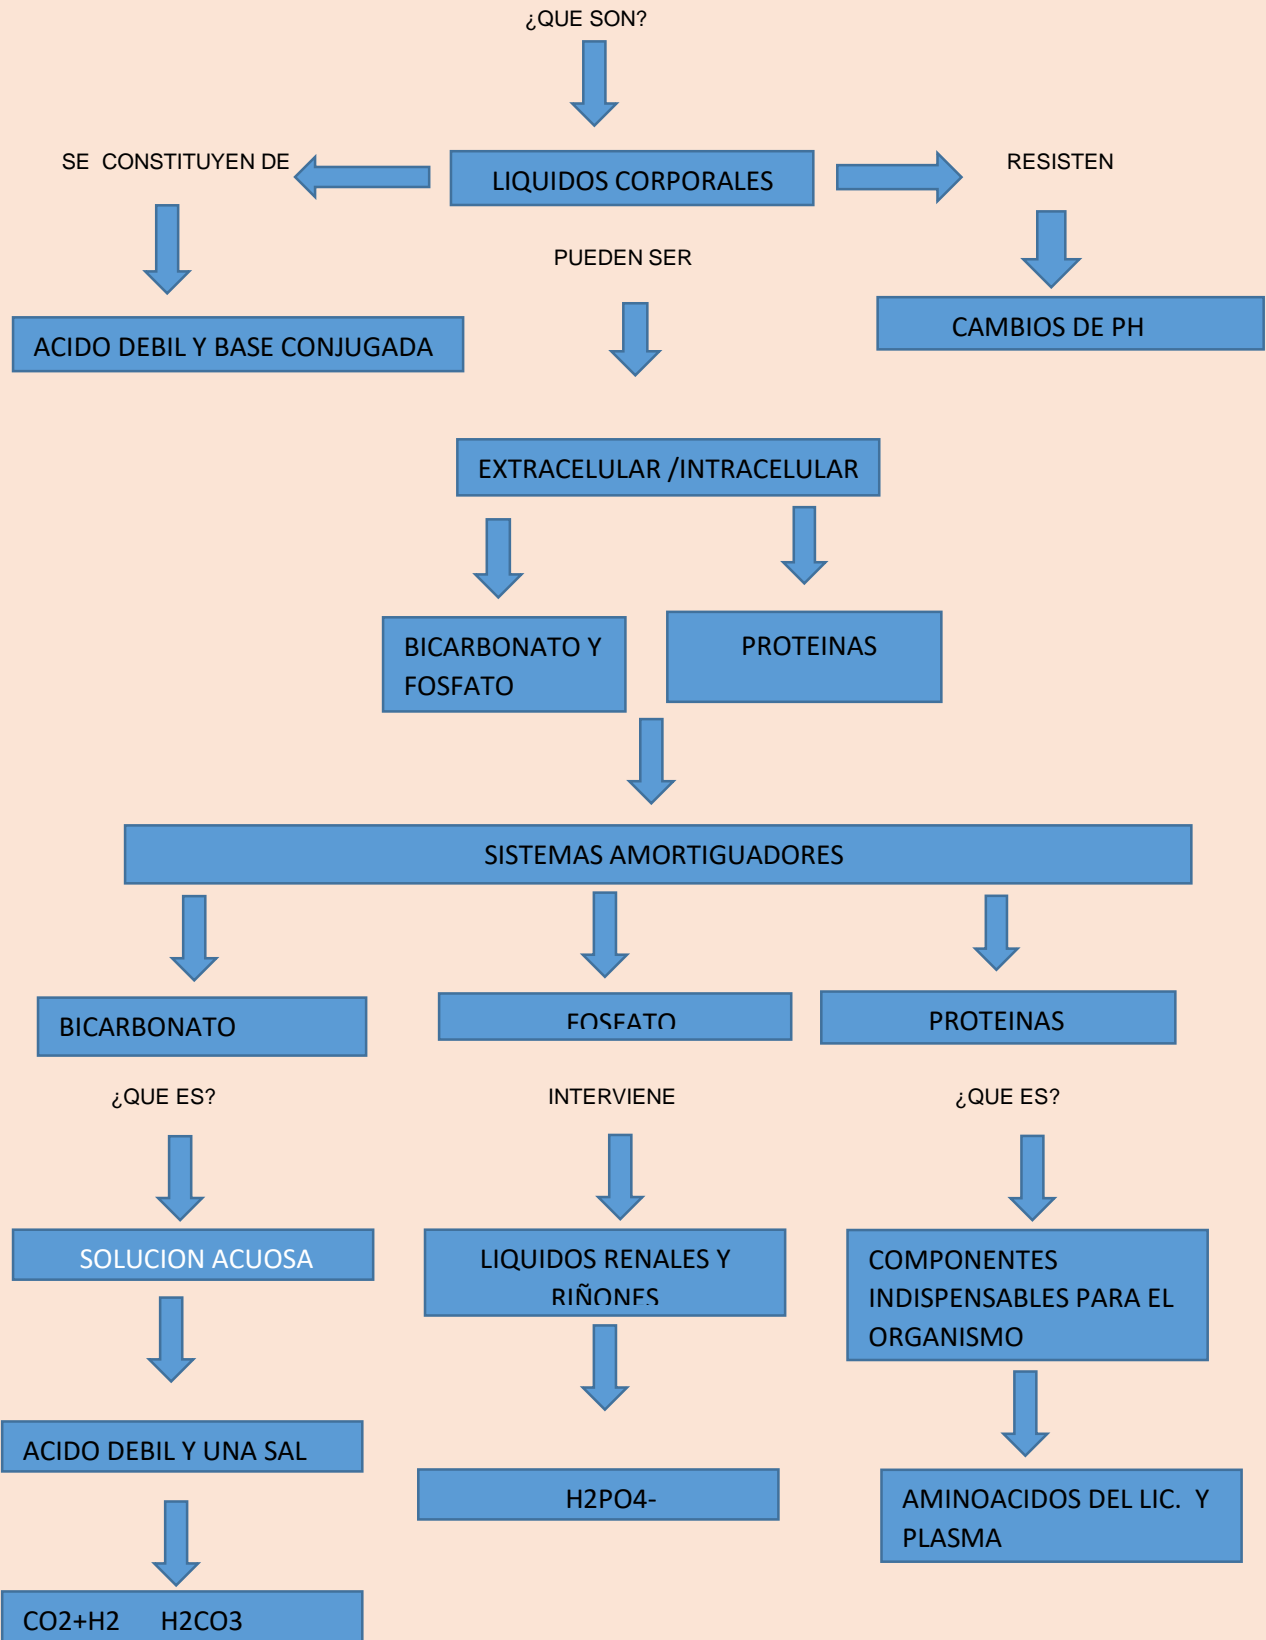 ¿QUE SON?
SE CONSTITUYEN DE
LIQUIDOS CORPORALES
RESISTEN
PUEDEN SER
ACIDO DEBIL Y BASE CONJUGADA
CAMBIOS DE PH
EXTRACELULAR /INTRACELULAR
BICARBONATO Y
FOSFATO
PROTEINAS
SISTEMAS AMORTIGUADORES
BICARBONATO
FOSFATO
PROTEINAS
¿QUE ES?
INTERVIENE
¿QUE ES?
SOLUCION ACUOSA
LIQUIDOS RENALES Y
RIÑONES
COMPONENTES
INDISPENSABLES PARA EL
ORGANISMO
ACIDO DEBIL Y UNA SAL
H2PO4-
AMINOACIDOS DEL LIC. Y
PLASMA
CO2+H2 H2CO3